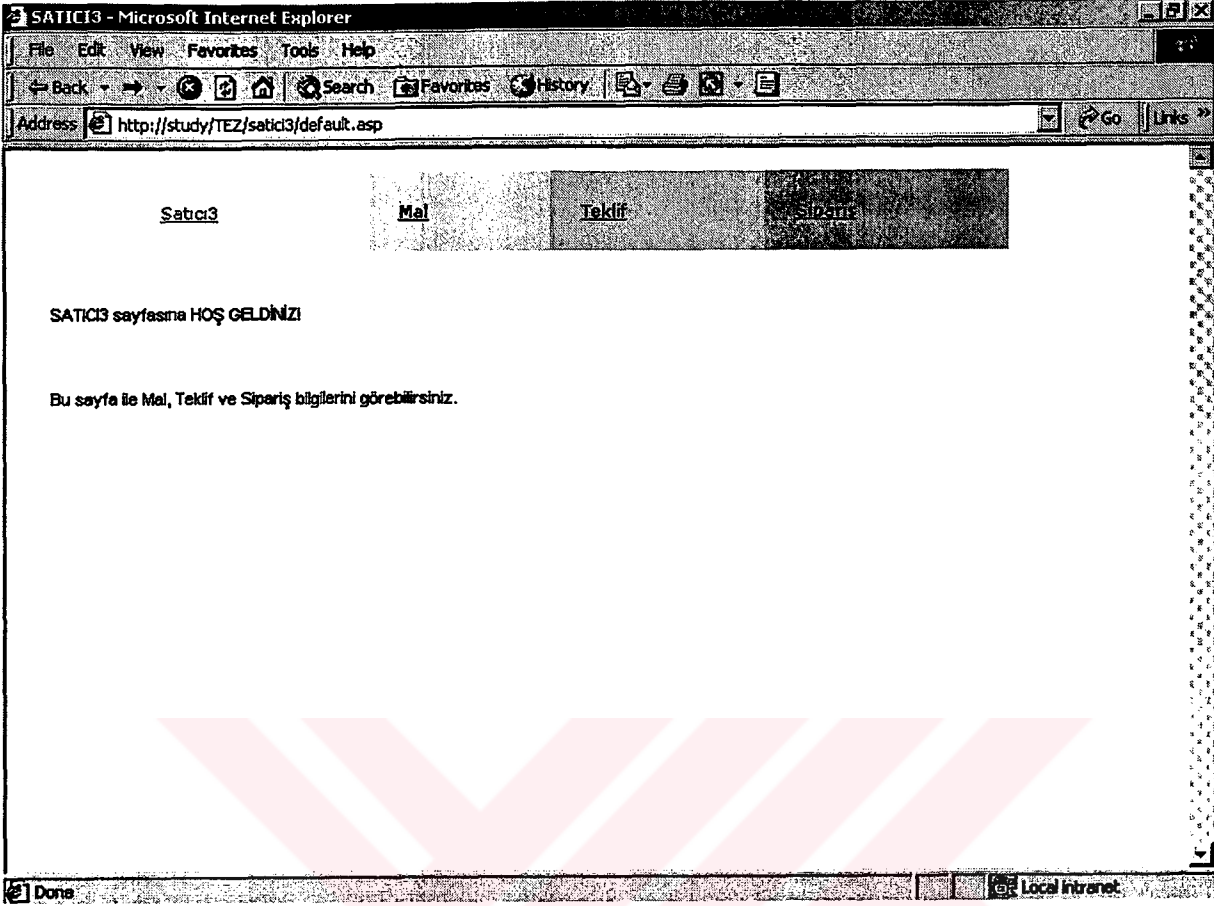 SATICI3 - Microsoft Internet Explorer
File Edit View Favorites Tools Help
Back Search Favorites History
Address http://study/TEZ/satici3/default.asp Go Links »
Satıcı3 Mal Teklif Sipariş
SATICI3 sayfasına HOŞ GELDİNİZ!
Bu sayfa ile Mal, Teklif ve Sipariş bilgilerini görebilirsiniz.
Done Local intranet